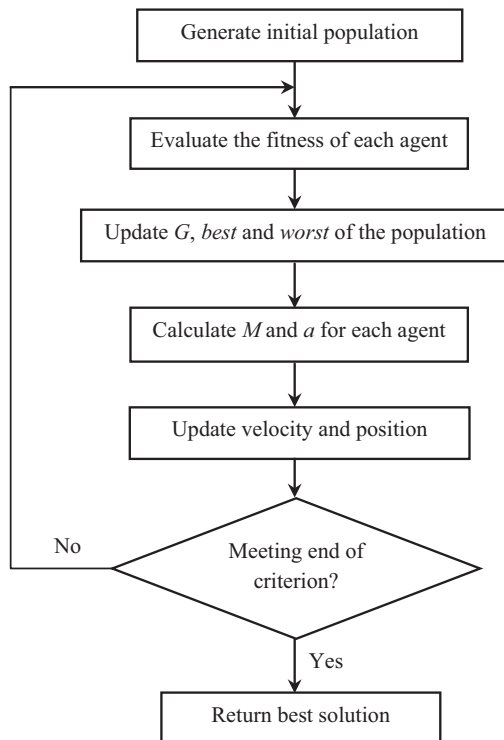 Generate initial population
Evaluate the fitness of each agent
Update G, best and worst of the population
Calculate M and a for each agent
Update velocity and position
No
Meeting end of
criterion?
Yes
Return best solution